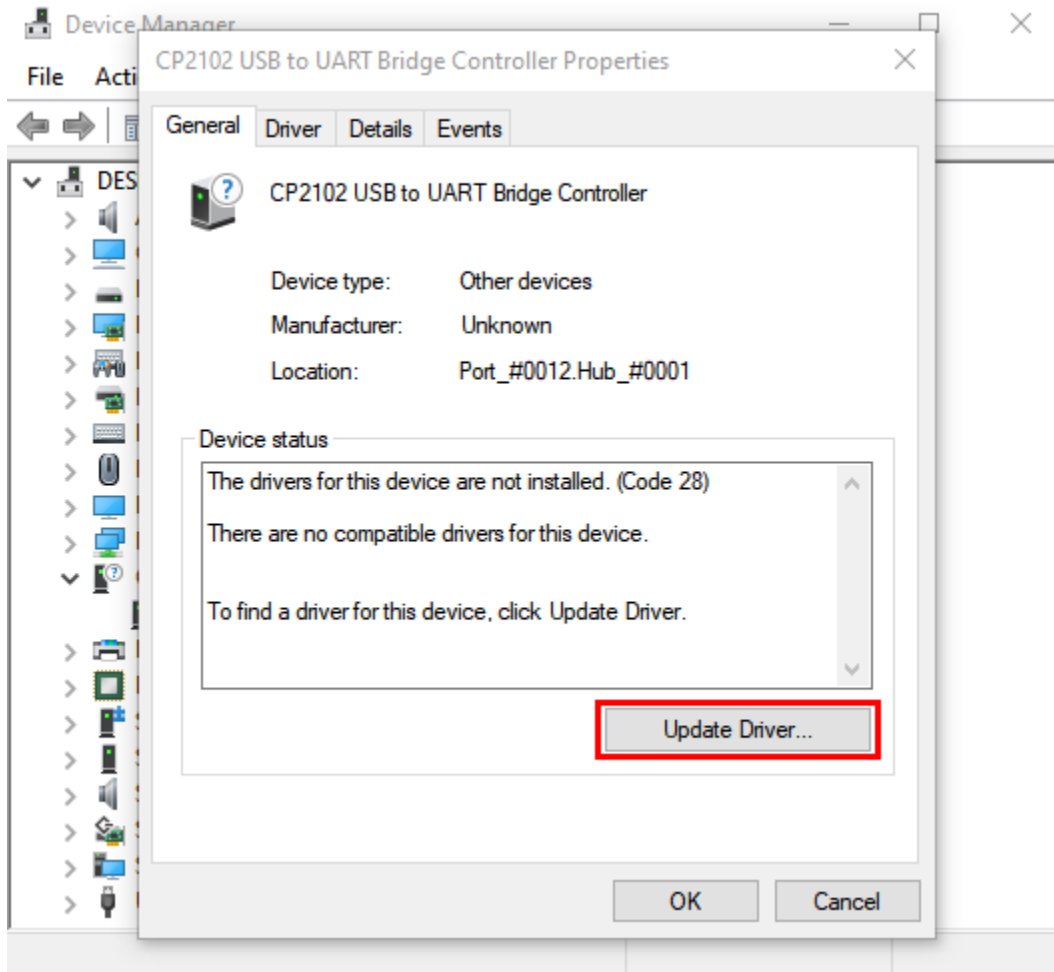 Device Manager
CP2102 USB to UART Bridge Controller Properties
File
General
Driver
Details
Events
CP2102 USB to UART Bridge Controller
Device type: Other devices
Manufacturer: Unknown
Location: Port_#0012.Hub_#0001
Device status
The drivers for this device are not installed. (Code 28)
There are no compatible drivers for this device.
To find a driver for this device, click Update Driver.
Update Driver...
OK
Cancel